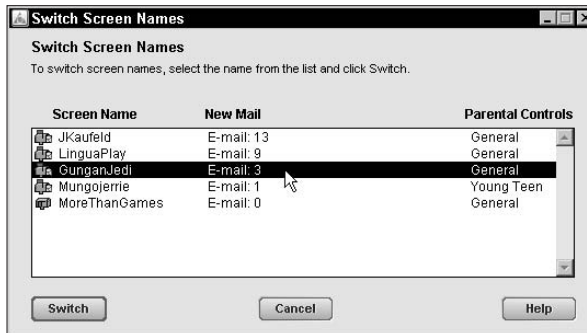 Switch Screen Names
Switch Screen Names
To switch screen names, select the name from the list and click Switch.
Screen Name New Mail Parental Controls
JKaufeld E-mail: 13 General
LinguaPlay E-mail: 9 General
GunganJedi E-mail: 3 General
Mungojerrie E-mail: 1 Young Teen
MoreThanGames E-mail: 0 General
Switch Cancel Help